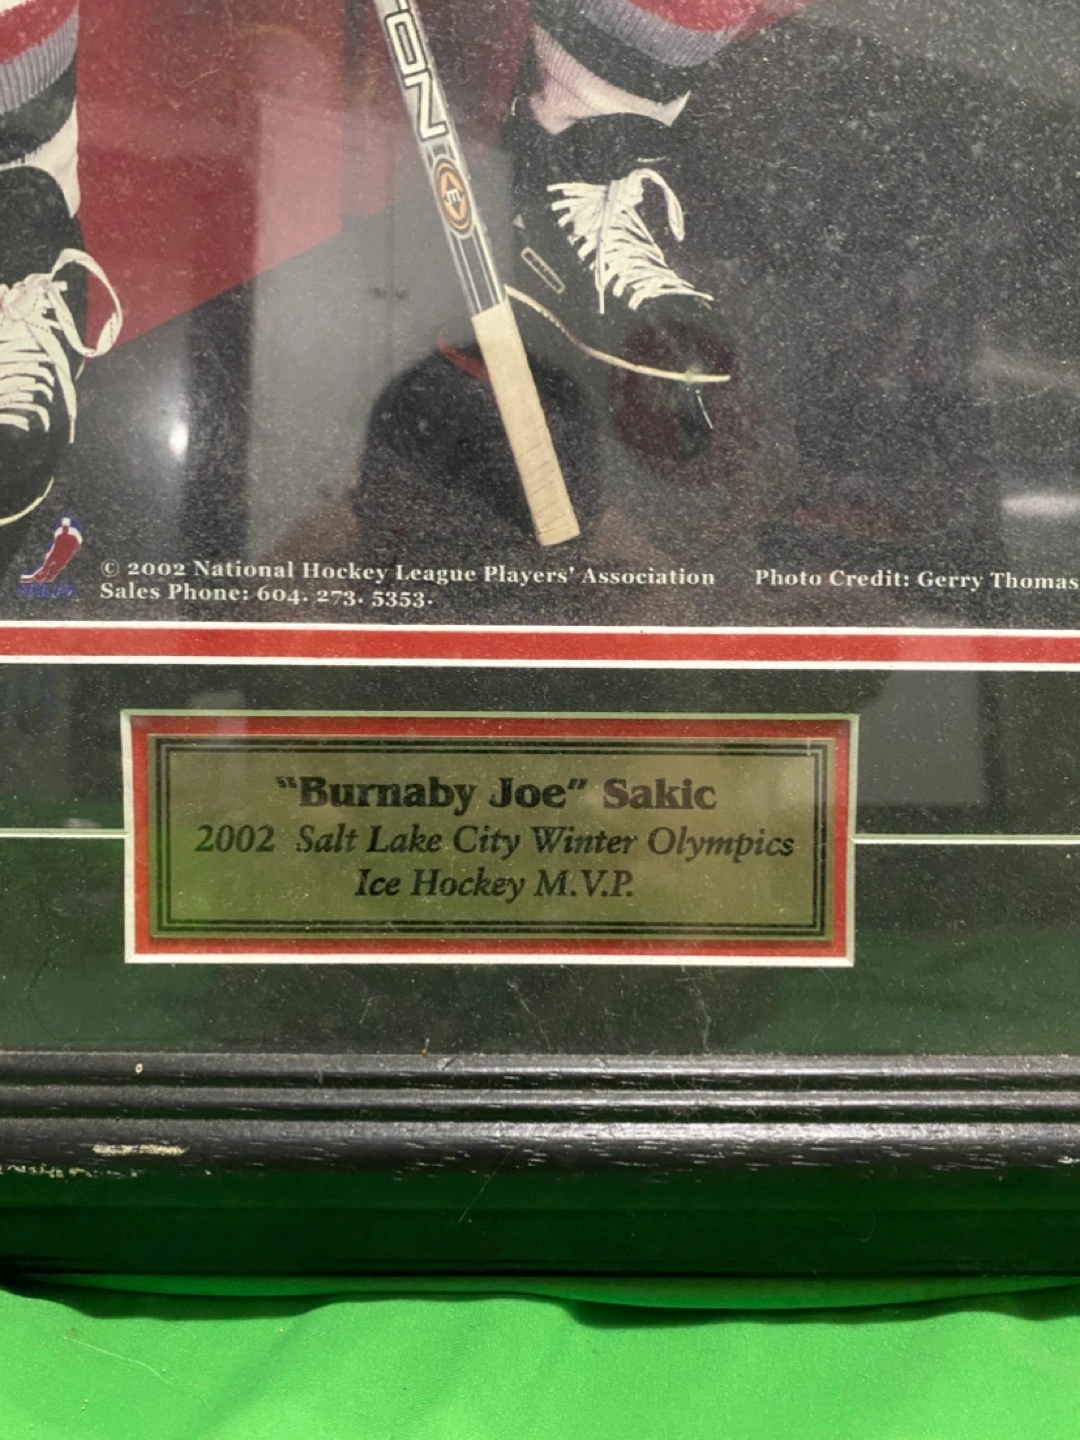 © 2002 National Hockey League Players' Association
Photo Credit: Gerry Thomas
Sales Phone: 604. 273. 5353.
"Burnaby Joe" Sakic
2002 Salt Lake City Winter Olympics
Ice Hockey M.V.P.